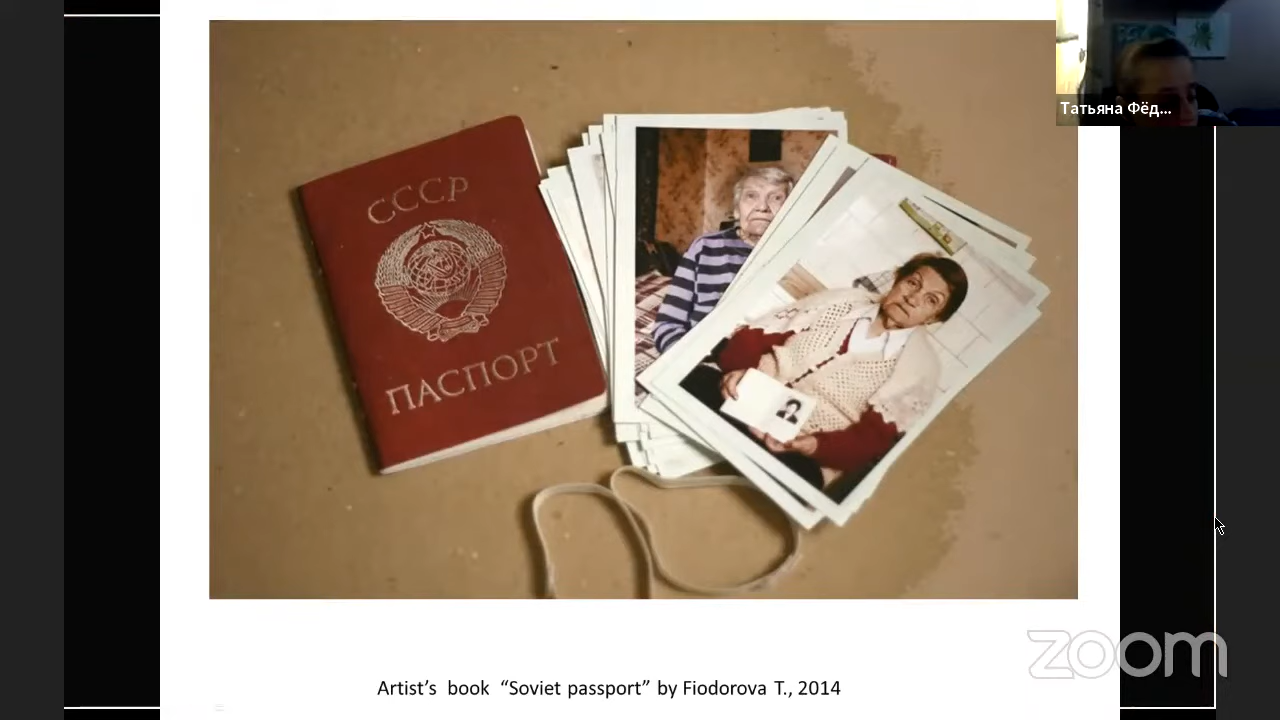 Татьяна Фёд...
СССР
ПАСПОРТ
zoom
Artist's book "Soviet passport" by Fiodorova T., 2014